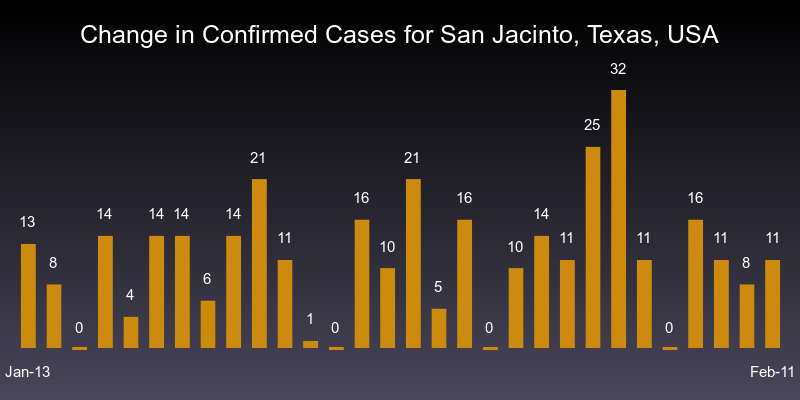 Change in Confirmed Cases for San Jacinto, Texas, USA
13 8 0 14 4 14 14 6 14 21 11 1 0 16 10 21 5 16 0 10 14 11 25 32 11 0 16 11 8 11
Jan-13 Feb-11